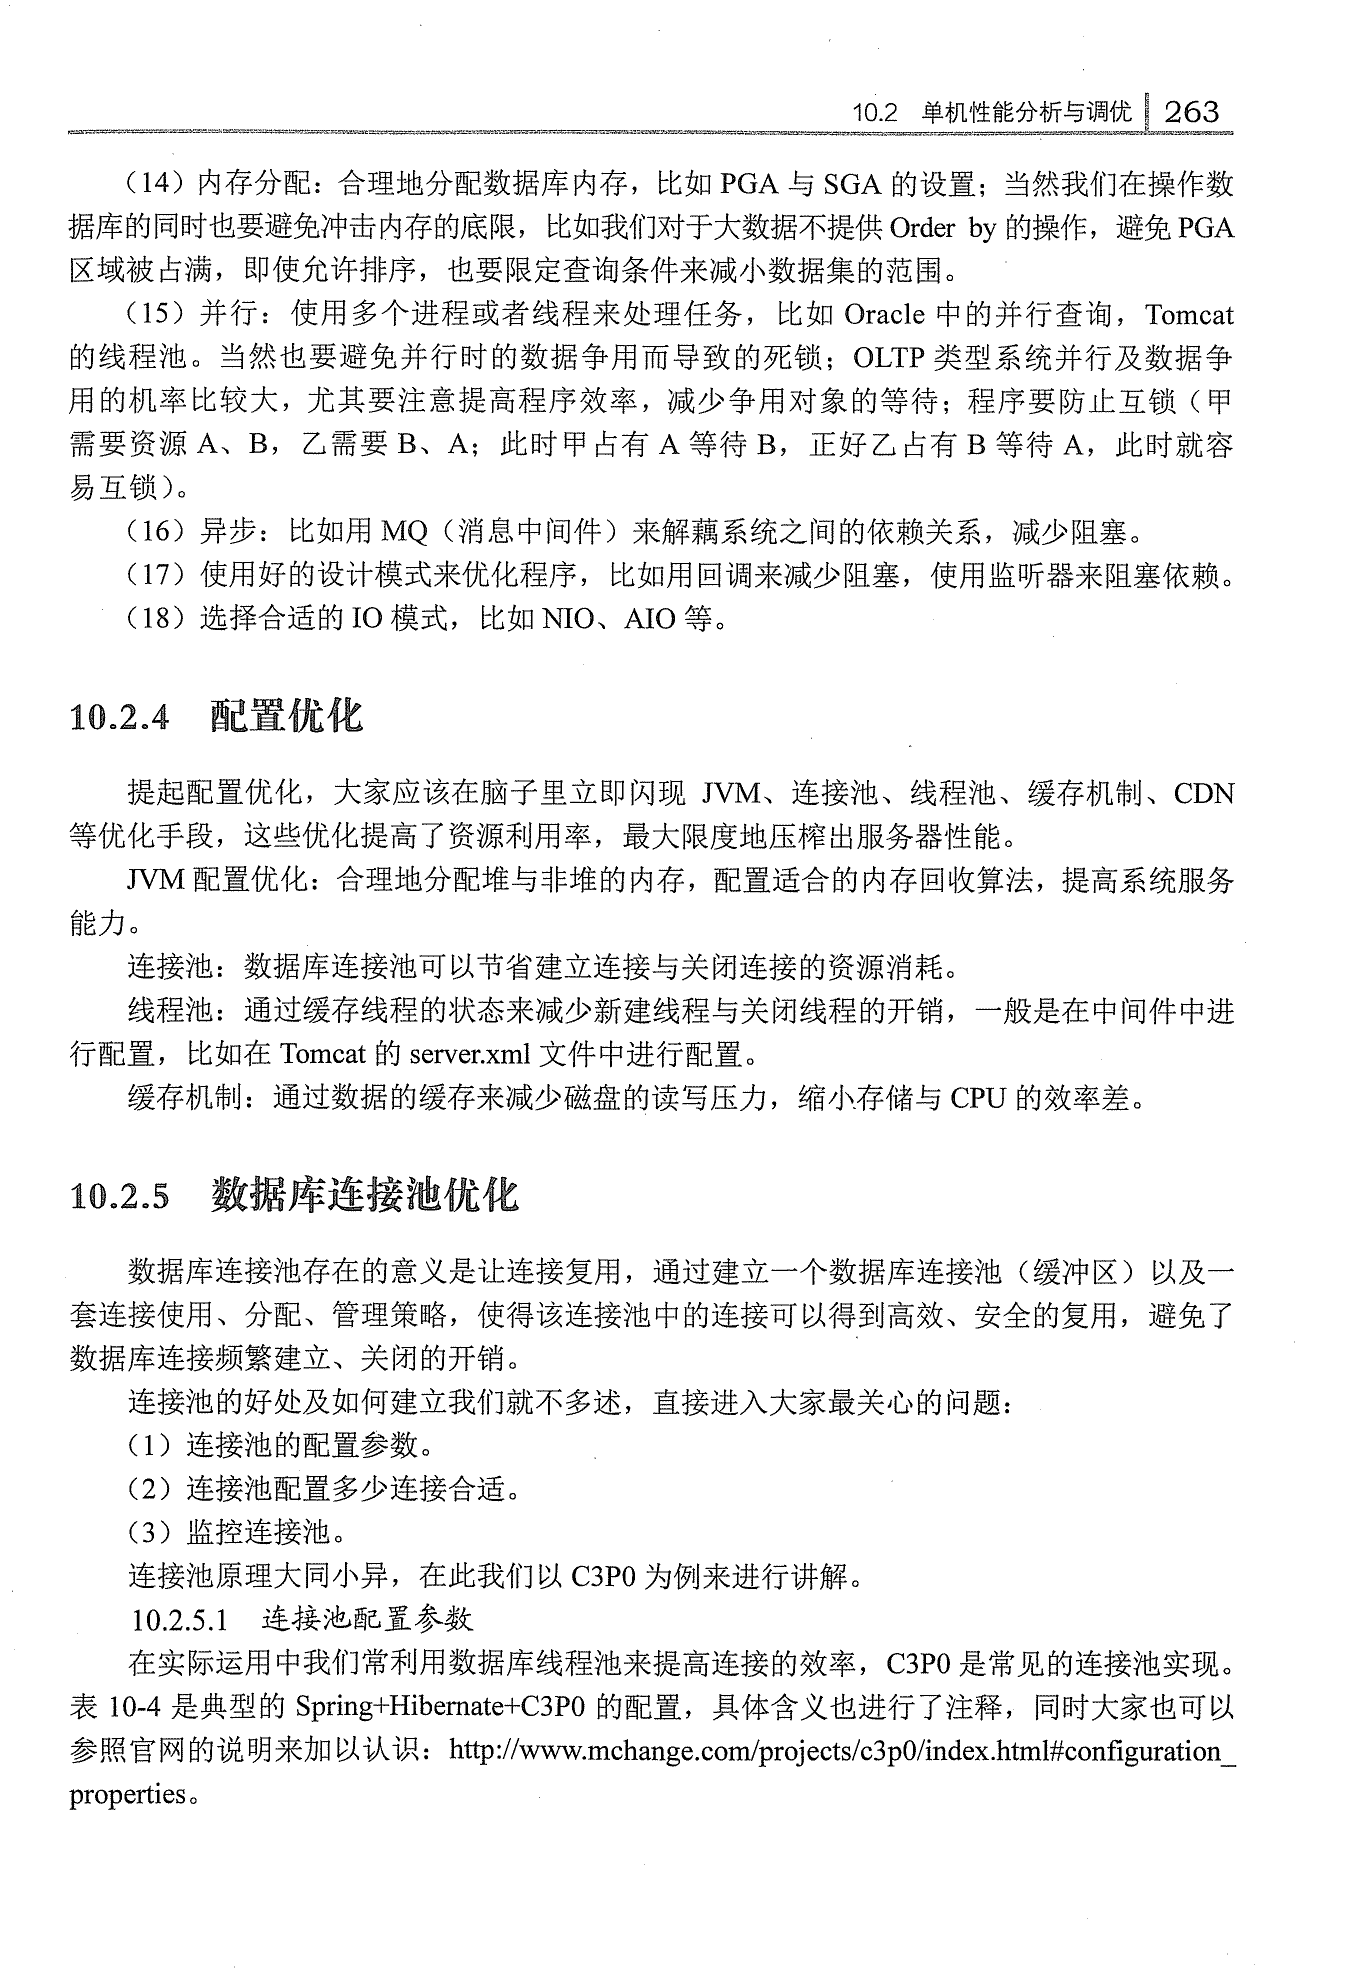 10.2 单机性能分析与调优 263
（14）内存分配：合理地分配数据库内存，比如 PGA 与 SGA 的设置；当然我们在操作数
据库的同时也要避免冲击内存的底限，比如我们对于大数据不提供 Order by 的操作，避免 PGA
区域被占满，即使允许排序，也要限定查询条件来减小数据集的范围。
（15）并行：使用多个进程或者线程来处理任务，比如 Oracle 中的并行查询，Tomcat
的线程池。当然也要避免并行时的数据争用而导致的死锁；OLTP 类型系统并行及数据争
用的机率比较大，尤其要注意提高程序效率，减少争用对象的等待；程序要防止互锁（甲
需要资源 A、B，乙需要 B、A；此时甲占有 A 等待 B，正好乙占有 B 等待 A，此时就容
易互锁）。
（16）异步：比如用 MQ（消息中间件）来解藕系统之间的依赖关系，减少阻塞。
（17）使用好的设计模式来优化程序，比如用回调来减少阻塞，使用监听器来阻塞依赖。
（18）选择合适的 IO 模式，比如 NIO、AIO 等。
10.2.4 配置优化
提起配置优化，大家应该在脑子里立即闪现 JVM、连接池、线程池、缓存机制、CDN
等优化手段，这些优化提高了资源利用率，最大限度地压榨出服务器性能。
JVM 配置优化：合理地分配堆与非堆的内存，配置适合的内存回收算法，提高系统服务
能力。
连接池：数据库连接池可以节省建立连接与关闭连接的资源消耗。
线程池：通过缓存线程的状态来减少新建线程与关闭线程的开销，一般是在中间件中进
行配置，比如在 Tomcat 的 server.xml 文件中进行配置。
缓存机制：通过数据的缓存来减少磁盘的读写压力，缩小存储与 CPU 的效率差。
10.2.5 数据库连接池优化
数据库连接池存在的意义是让连接复用，通过建立一个数据库连接池（缓冲区）以及一
套连接使用、分配、管理策略，使得该连接池中的连接可以得到高效、安全的复用，避免了
数据库连接频繁建立、关闭的开销。
连接池的好处及如何建立我们就不多述，直接进入大家最关心的问题：
（1）连接池的配置参数。
（2）连接池配置多少连接合适。
（3）监控连接池。
连接池原理大同小异，在此我们以 C3P0 为例来进行讲解。
10.2.5.1 连接池配置参数
在实际运用中我们常利用数据库线程池来提高连接的效率，C3P0 是常见的连接池实现。
表 10-4 是典型的 Spring+Hibernate+C3P0 的配置，具体含义也进行了注释，同时大家也可以
参照官网的说明来加以认识：http://www.mchange.com/projects/c3p0/index.html#configuration_
properties。